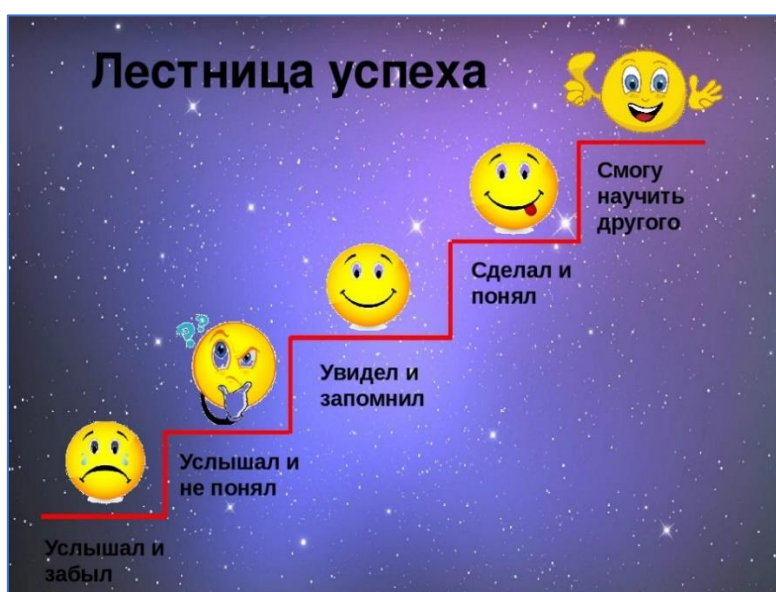 Лестница успеха
Смогу
научить
другого
Сделал и
понял
Увидел и
запомнил
Услышал и
не понял
Услышал и
забыл